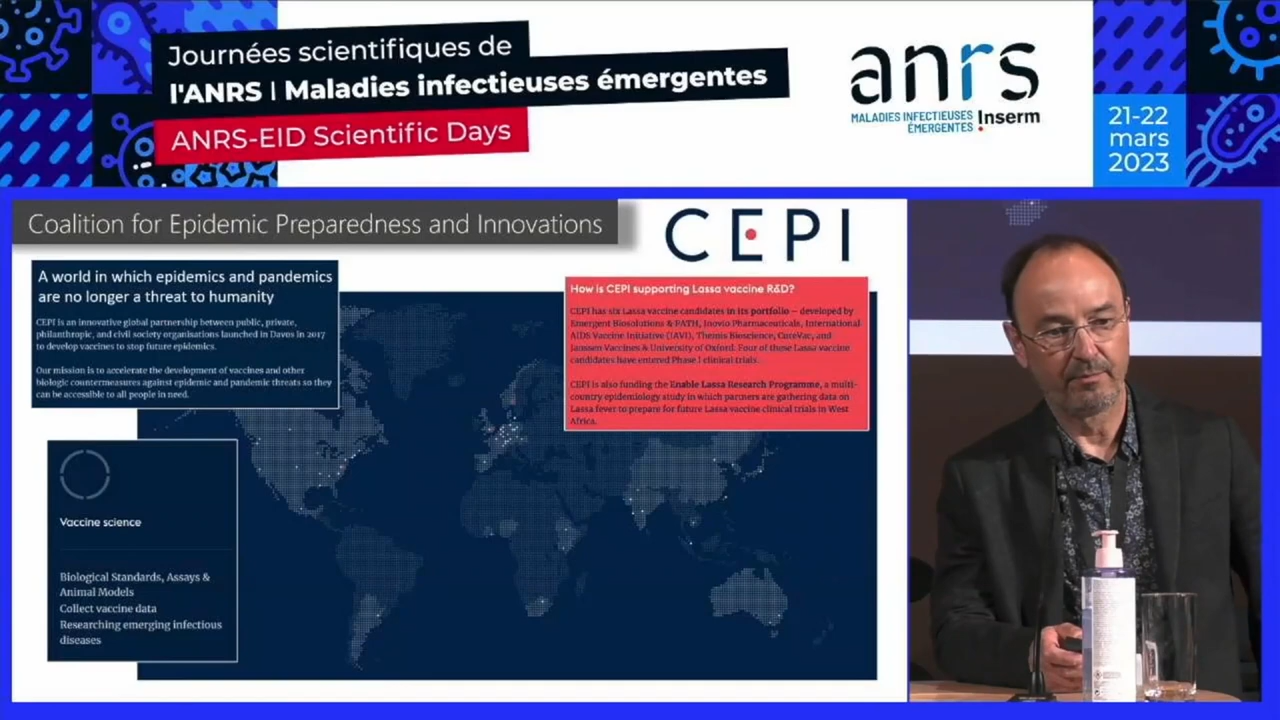 Journées scientifiques de
l'ANRS | Maladies infectieuses émergentes
ANRS-EID Scientific Days
anrs
MALADIES INFECTIEUSES
ÉMERGENTES
Inserm
21-22
mars
2023
Coalition for Epidemic Preparedness and Innovations
CEPI
A world in which epidemics and pandemics
are no longer a threat to humanity
CEPI is an innovative global partnership between public, private,
philanthropic, and civil society organisations launched in Davos in 2017
to develop vaccines to stop future epidemics.
Our mission is to accelerate the development of vaccines and other
biologic countermeasures against epidemic and pandemic threats so they
can be accessible to all people in need.
How is CEPI supporting Lassa vaccine R&D?
CEPI has six Lassa vaccine candidates in its portfolio – developed by
Emergent Biosolutions & PATH, Inovio Pharmaceuticals, International
AIDS Vaccine Initiative (IAVI), Themis Bioscience, CureVac, and
Janssen Vaccines & University of Oxford. Four of these Lassa vaccine
candidates have entered Phase I clinical trials.
CEPI is also funding the Enable Lassa Research Programme, a multi-
country epidemiology study in which partners are gathering data on
Lassa fever to prepare for future Lassa vaccine clinical trials in West
Africa.
Vaccine science
Biological Standards, Assays &
Animal Models
Collect vaccine data
Researching emerging infectious
diseases